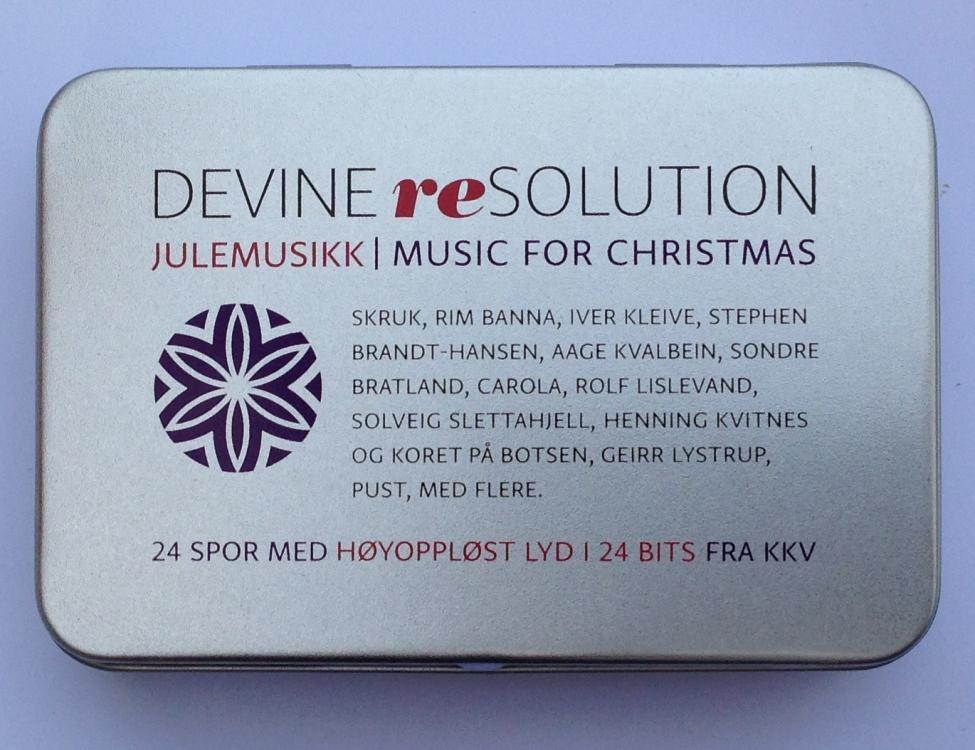 DEVINE reSOLUTION
JULEMUSIKK | MUSIC FOR CHRISTMAS
SKRUK, RIM BANNA, IVER KLEIVE, STEPHEN
BRANDT-HANSEN, AAGE KVALBEIN, SONDRE
BRATLAND, CAROLA, ROLF LISLEVAND,
SOLVEIG SLETTAHJELL, HENNING KVITNES
OG KORET PÅ BOTSEN, GEIRR LYSTRUP,
PUST, MED FLERE.
24 SPOR MED HØYOPPLØST LYD I 24 BITS FRA KKV